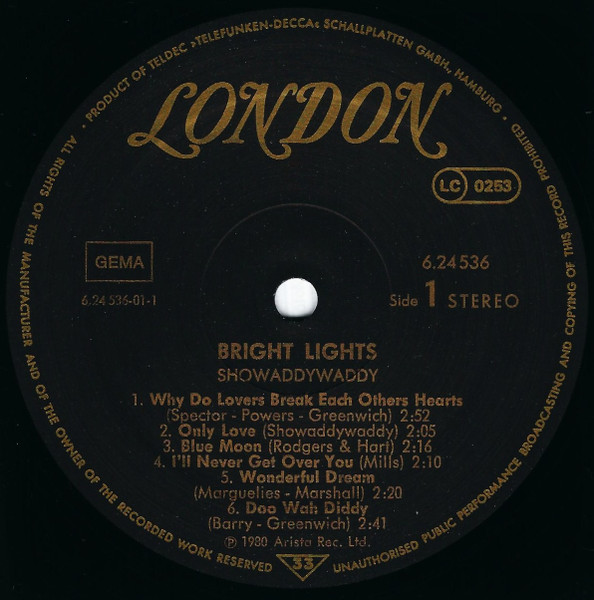 · PRODUCT OF TELDEC >TELEFUNKEN-DECCA< SCHALLPLATTEN GMBH., HAMBURG ·
ALL RIGHTS OF THE MANUFACTURER AND OF THE OWNER OF THE RECORDED WORK RESERVED
UNAUTHORISED PUBLIC PERFORMANCE BROADCASTING AND COPYING OF THIS RECORD PROHIBITED ·
LONDON
LC 0253
GEMA
6.24536
6.24 536-01-1
Side 1 STEREO
BRIGHT LIGHTS
SHOWADDYWADDY
1. Why Do Lovers Break Each Others Hearts
(Spector - Powers - Greenwich) 2:52
2. Only Love (Showaddywaddy) 2:05
3. Blue Moon (Rodgers & Hart) 2:16
4. I'll Never Get Over You (Mills) 2:10
5. Wonderful Dream
(Marguelies - Marshall) 2:20
6. Doo Wah Diddy
(Barry - Greenwich) 2:41
℗ 1980 Arista Rec. Ltd.
33